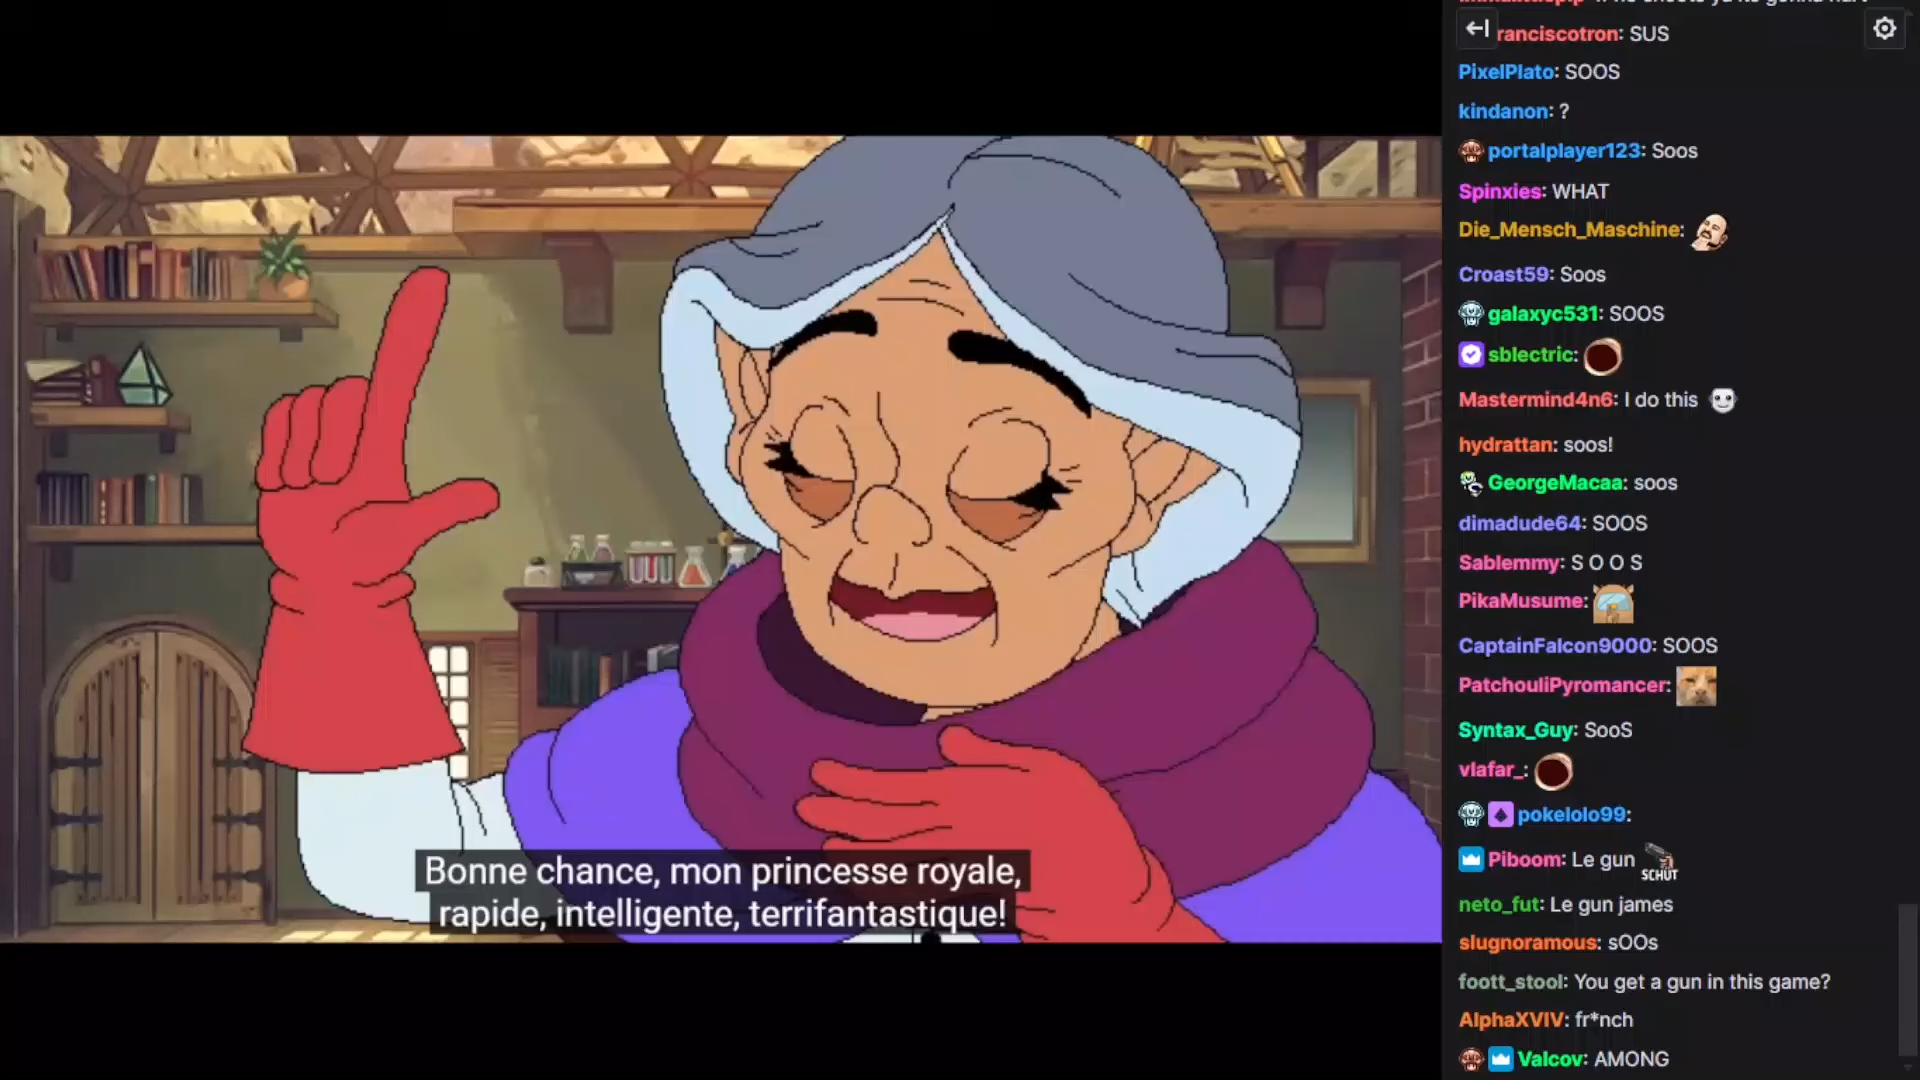 Bonne chance, mon princesse royale,
rapide, intelligente, terrifantastique!
ranciscotron: SUS
PixelPlato: SOOS
kindanon: ?
portalplayer123: Soos
Spinxies: WHAT
Die_Mensch_Maschine:
Croast59: Soos
galaxyc531: SOOS
sblectric:
Mastermind4n6: I do this
hydrattan: soos!
GeorgeMacaa: soos
dimadude64: SOOS
Sablemmy: S O O S
PikaMusume:
CaptainFalcon9000: SOOS
PatchouliPyromancer:
Syntax_Guy: SooS
vlafar_:
pokelolo99:
Piboom: Le gun SCHUT
neto_fut: Le gun james
slugnoramous: sOOs
foott_stool: You get a gun in this game?
AlphaXVIV: fr*nch
Valcov: AMONG